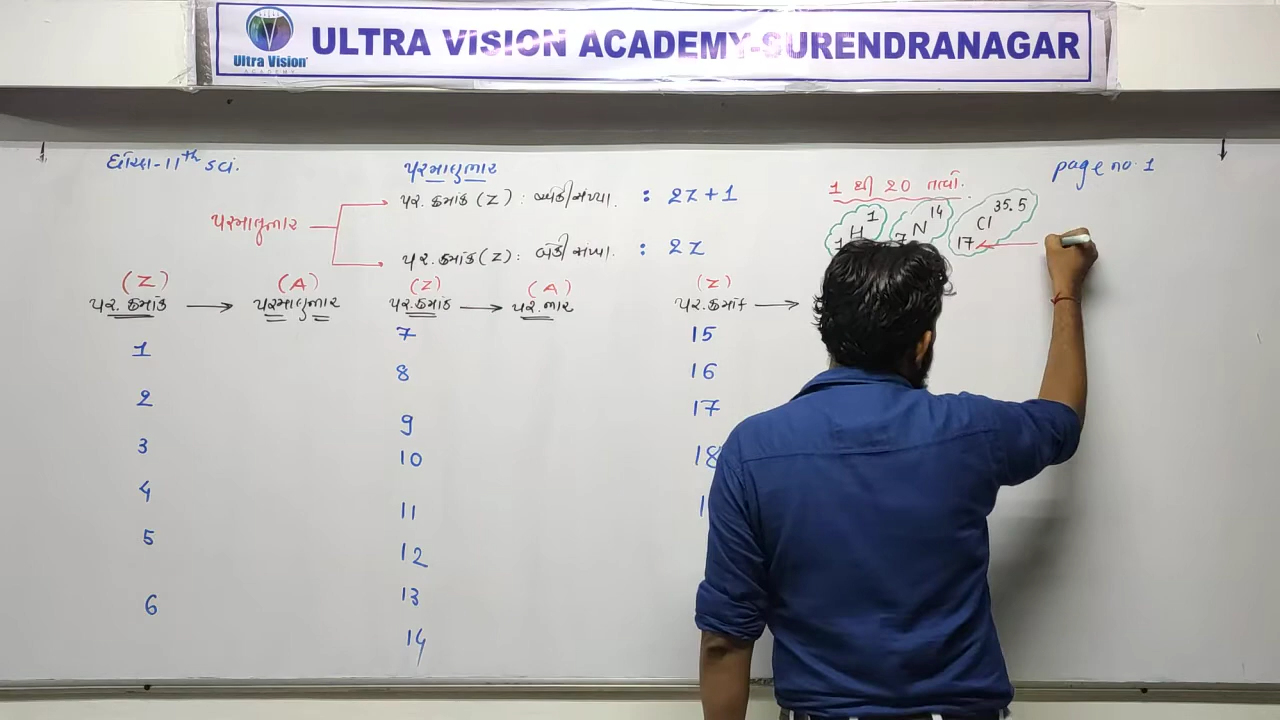 Ultra Vision
ACADEMY
ULTRA VISION ACADEMY-SURENDRANAGAR
ધોરણ-11th sci.
પરમાણુભાર
page no. 1
પરમાણુભાર
પર. ક્રમાંક (Z) : એકી સંખ્યા. : 2Z+1
પર. ક્રમાંક (Z) : બેકી સંખ્યા. : 2Z
1 થી 20 તત્વો.
H 1
7 N 14
17 Cl 35.5
(Z) (A) (Z) (A) (Z)
પર. ક્રમાંક → પરમાણુભાર પર. ક્રમાંક → પર. ભાર પર. ક્રમાંક →
1
2
3
4
5
6
7
8
9
10
11
12
13
14
15
16
17
18